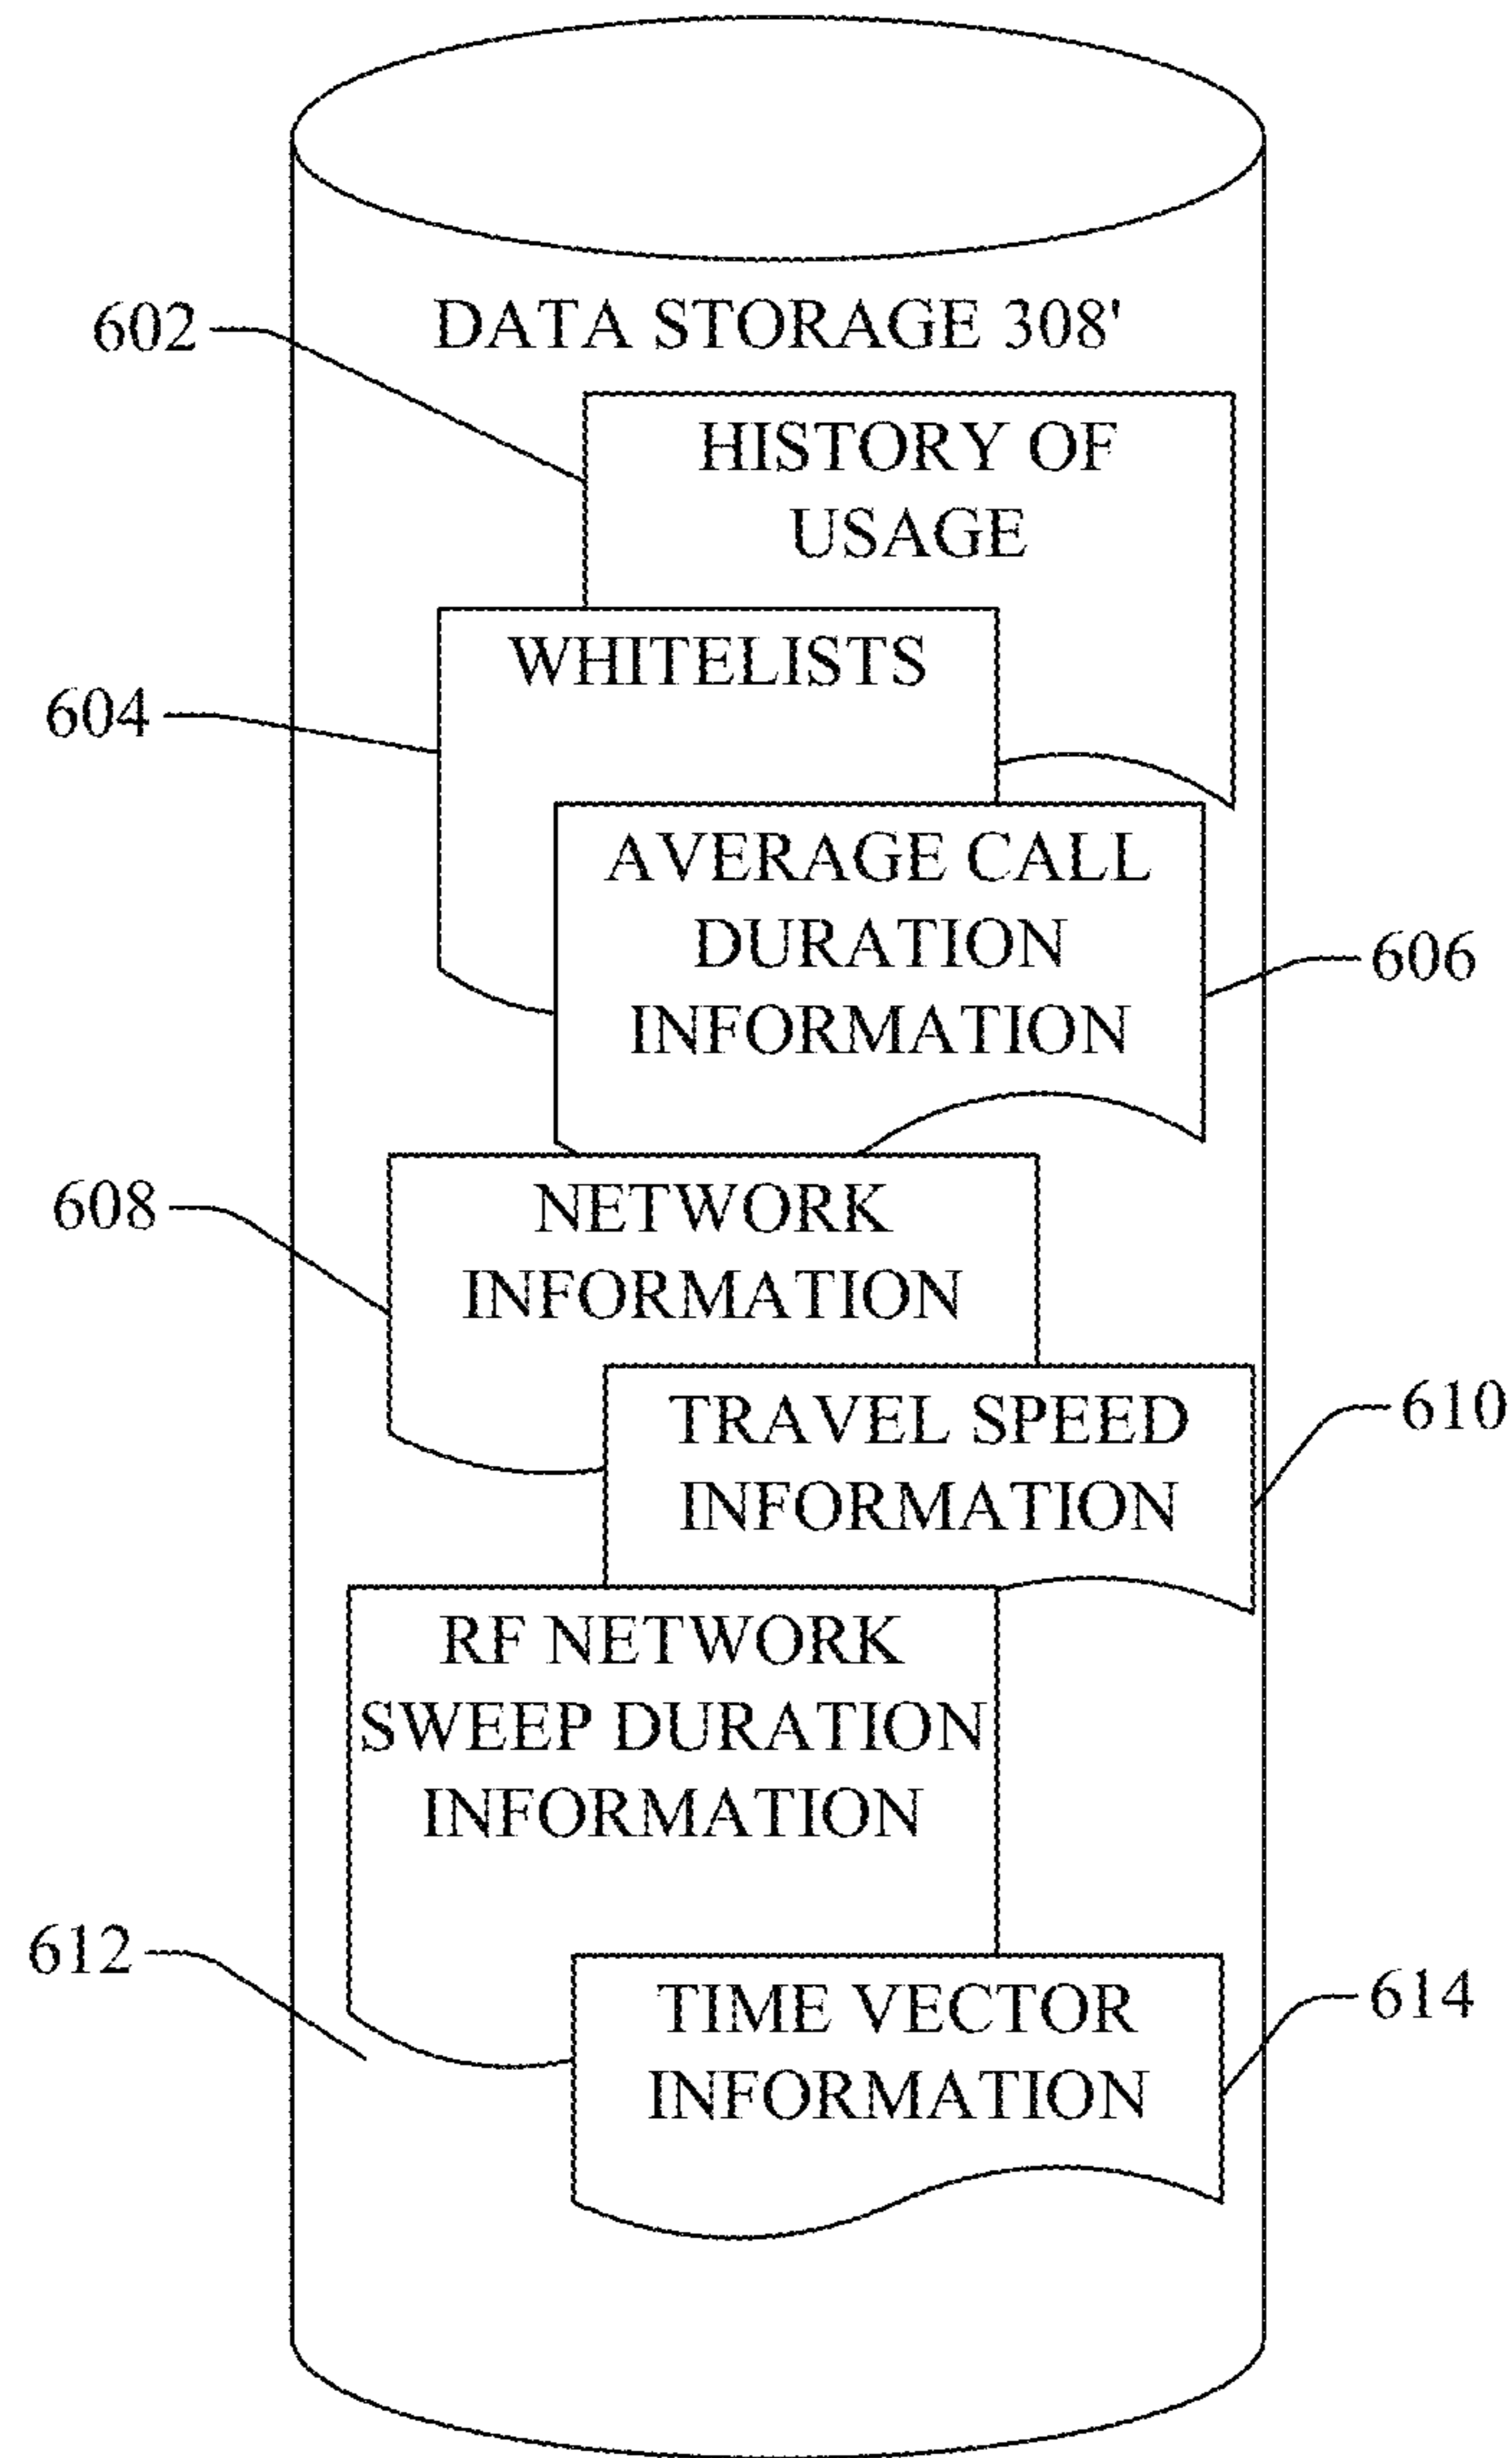 DATA STORAGE 308'
602
HISTORY OF
USAGE
WHITELISTS
604
AVERAGE CALL
DURATION
INFORMATION
606
NETWORK
INFORMATION
608
TRAVEL SPEED
INFORMATION
610
RF NETWORK
SWEEP DURATION
INFORMATION
612
TIME VECTOR
INFORMATION
614